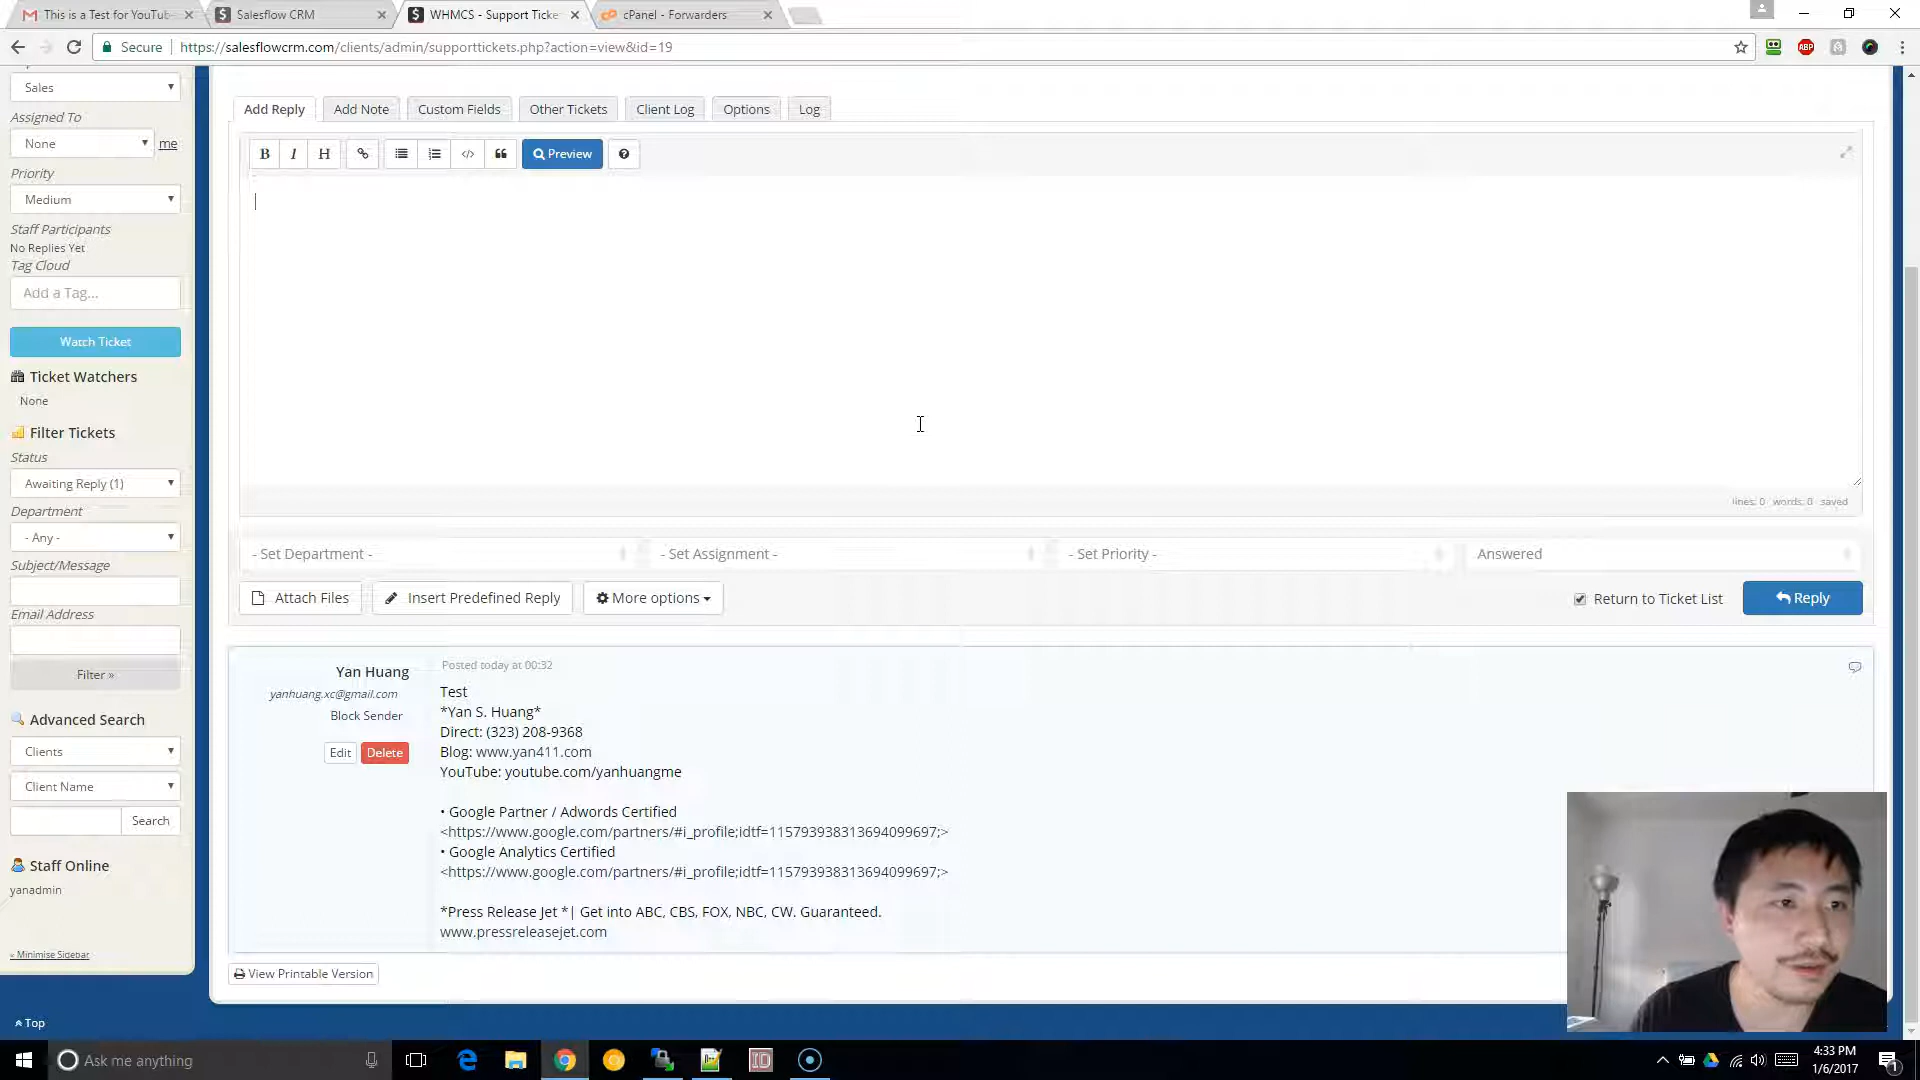 This is a Test for YouTub
Salesflow CRM
WHMCS - Support Ticke
cPanel - Forwarders
Secure
https://salesflowcrm.com/clients/admin/supporttickets.php?action=view&id=19
ABP
Sales
Assigned To
None
me
Priority
Medium
Staff Participants
No Replies Yet
Tag Cloud
Add a Tag...
Watch Ticket
Ticket Watchers
None
Filter Tickets
Status
Awaiting Reply (1)
Department
- Any -
Subject/Message
Email Address
Filter »
Advanced Search
Clients
Client Name
Search
Staff Online
yanadmin
« Minimise Sidebar
Top
Add Reply
Add Note
Custom Fields
Other Tickets
Client Log
Options
Log
B
I
H
Preview
lines: 0 words: 0 saved
- Set Department -
- Set Assignment -
- Set Priority -
Answered
Attach Files
Insert Predefined Reply
More options
Return to Ticket List
Reply
Yan Huang
yanhuang.xc@gmail.com
Block Sender
Edit
Delete
Posted today at 00:32
Test
*Yan S. Huang*
Direct: (323) 208-9368
Blog: www.yan411.com
YouTube: youtube.com/yanhuangme
• Google Partner / Adwords Certified
<https://www.google.com/partners/#i_profile;idtf=115793938313694099697;>
• Google Analytics Certified
<https://www.google.com/partners/#i_profile;idtf=115793938313694099697;>
*Press Release Jet *| Get into ABC, CBS, FOX, NBC, CW. Guaranteed.
www.pressreleasejet.com
View Printable Version
Ask me anything
4:33 PM
1/6/2017
1